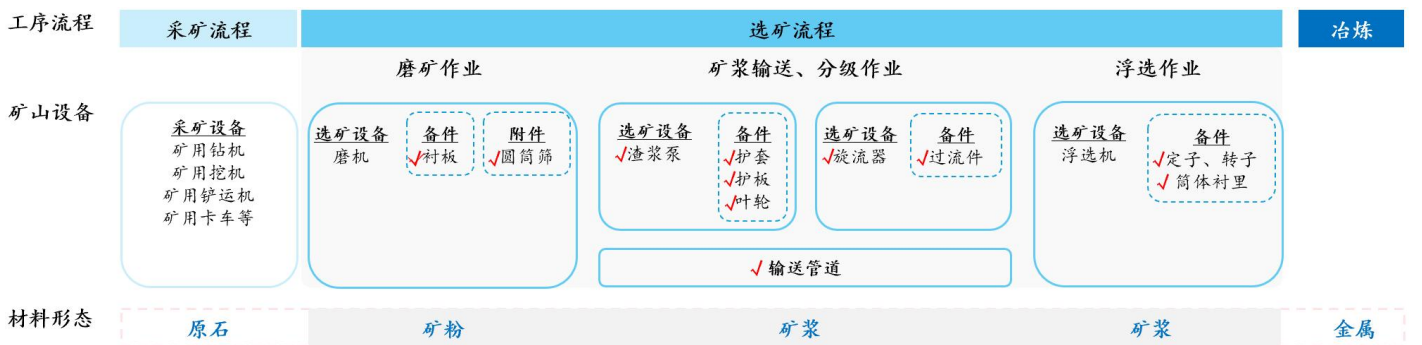 工序流程
采矿流程
选矿流程
冶炼
磨矿作业
矿浆输送、分级作业
浮选作业
矿山设备
采矿设备
矿用钻机
矿用挖机
矿用铲运机
矿用卡车等
选矿设备
磨机
备件
√衬板
附件
√圆筒筛
选矿设备
√渣浆泵
备件
√护套
√护板
√叶轮
选矿设备
√旋流器
备件
√过流件
√输送管道
选矿设备
浮选机
备件
√定子、转子
√筒体衬里
材料形态
原石
矿粉
矿浆
矿浆
金属